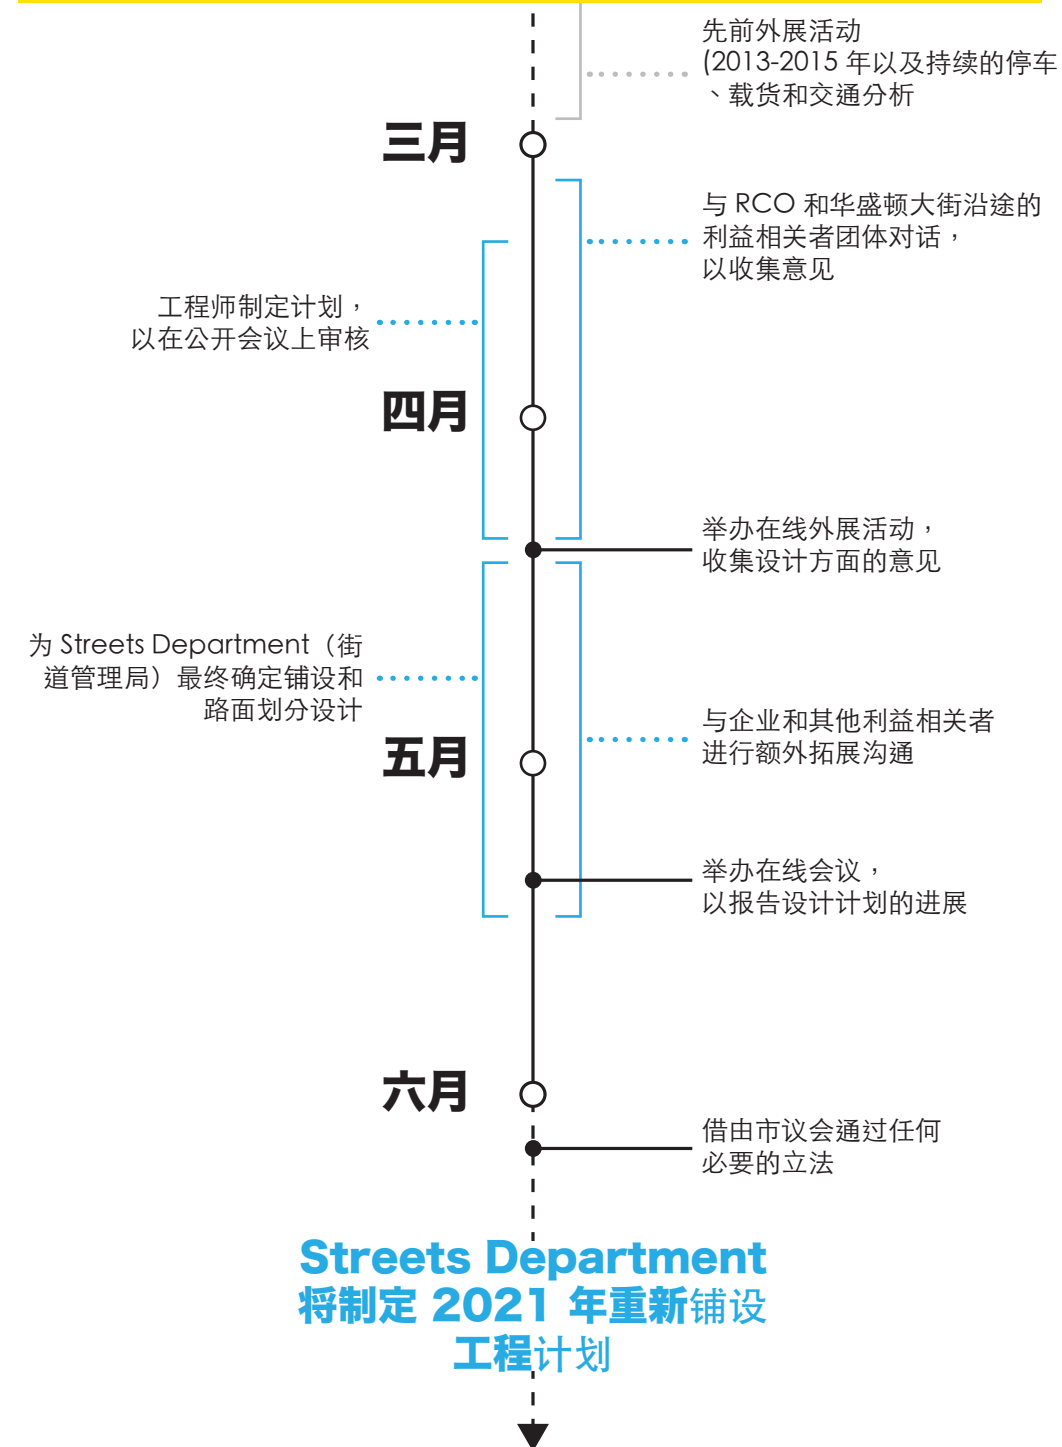 先前外展活动
(2013-2015 年以及持续的停车
、载货和交通分析
三月
与 RCO 和华盛顿大街沿途的
利益相关者团体对话，
以收集意见
工程师制定计划，
以在公开会议上审核
四月
举办在线外展活动，
收集设计方面的意见
为 Streets Department（街
道管理局）最终确定铺设和
路面划分设计
与企业和其他利益相关者
进行额外拓展沟通
五月
举办在线会议，
以报告设计计划的进展
六月
借由市议会通过任何
必要的立法
Streets Department
将制定 2021 年重新铺设
工程计划